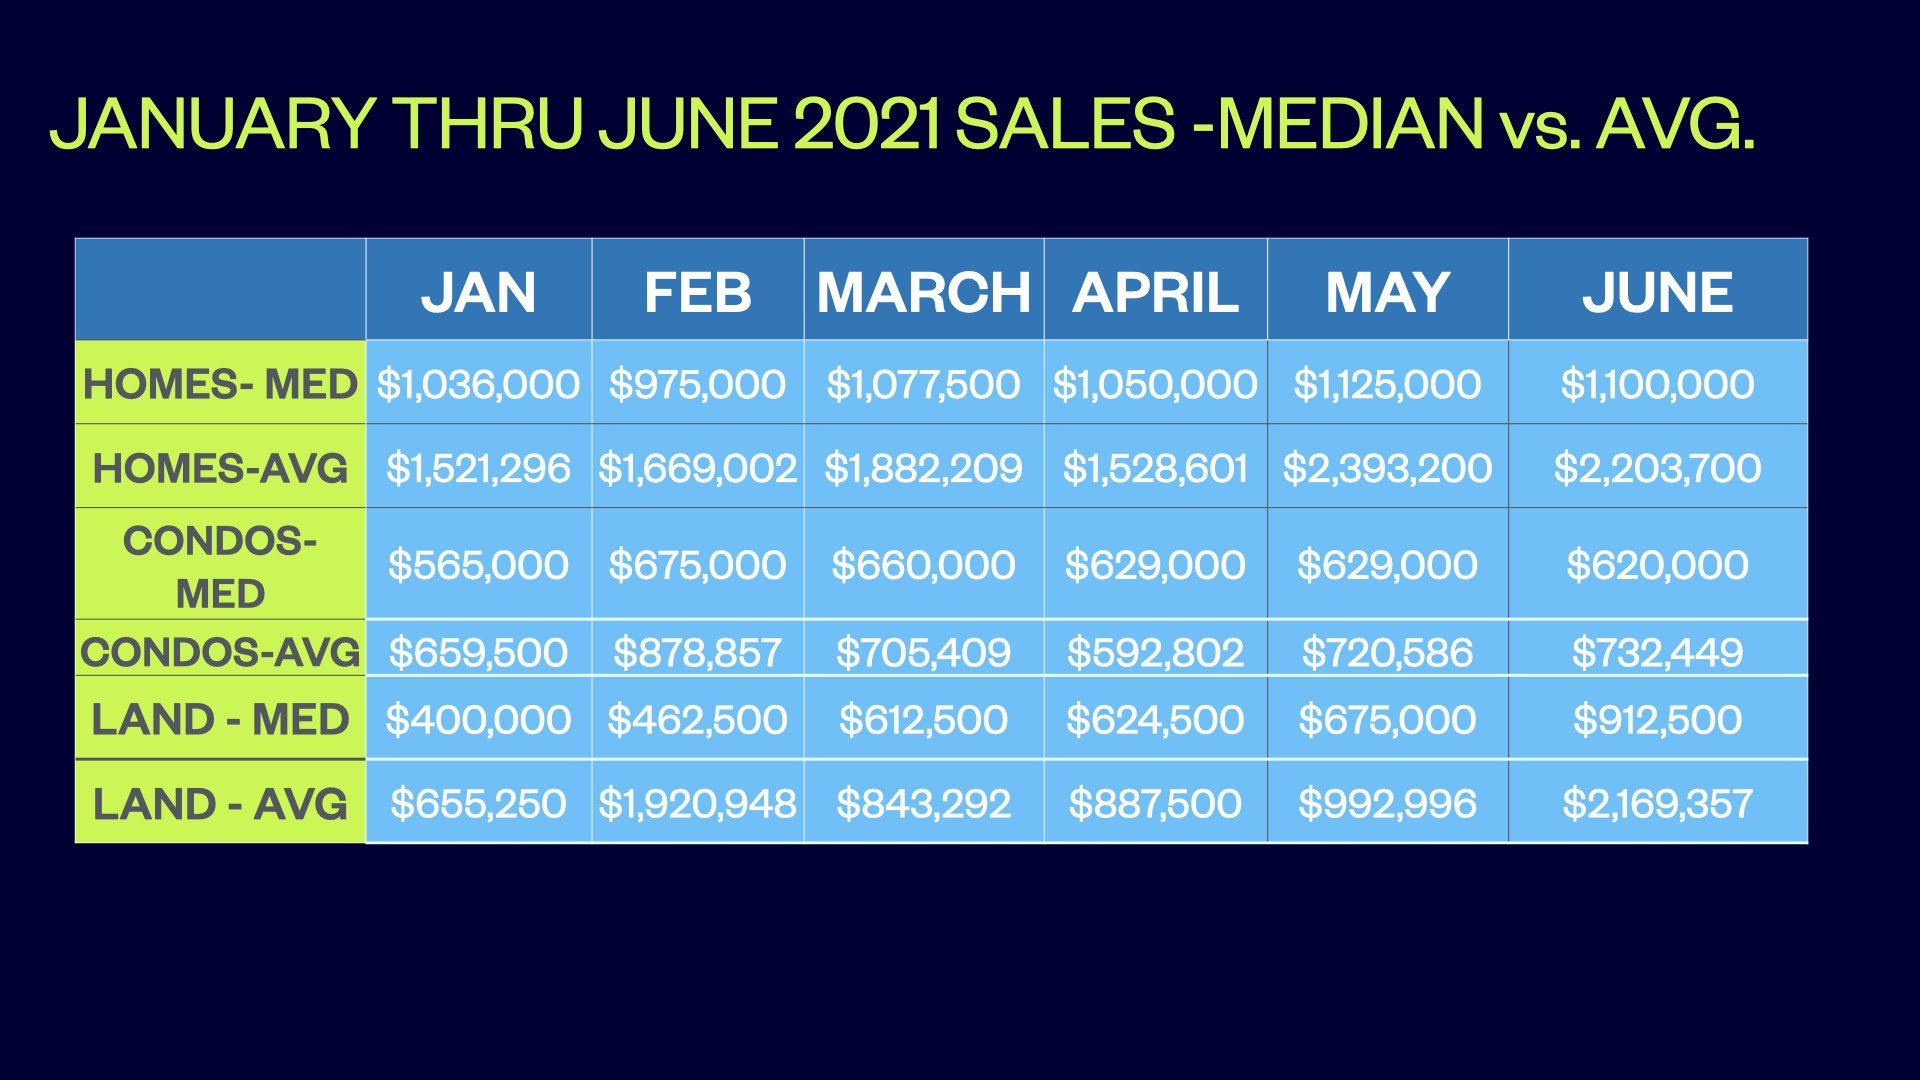 JANUARY THRU JUNE 2021 SALES -MEDIAN vs. AVG.
JAN FEB MARCH APRIL MAY JUNE
HOMES- MED $1,036,000 $975,000 $1,077,500 $1,050,000 $1,125,000 $1,100,000
HOMES-AVG $1,521,296 $1,669,002 $1,882,209 $1,528,601 $2,393,200 $2,203,700
CONDOS-
MED $565,000 $675,000 $660,000 $629,000 $629,000 $620,000
CONDOS-AVG $659,500 $878,857 $705,409 $592,802 $720,586 $732,449
LAND - MED $400,000 $462,500 $612,500 $624,500 $675,000 $912,500
LAND - AVG $655,250 $1,920,948 $843,292 $887,500 $992,996 $2,169,357